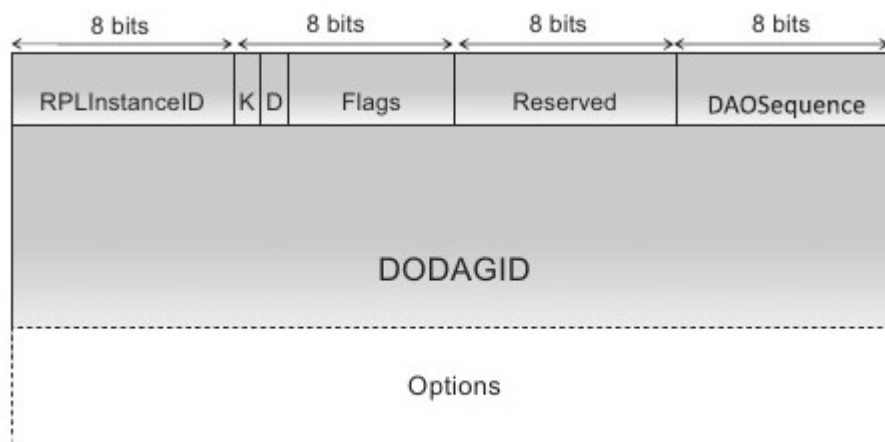 8 bits 8 bits 8 bits 8 bits
RPLInstanceID K D Flags Reserved DAOSequence
DODAGID
Options